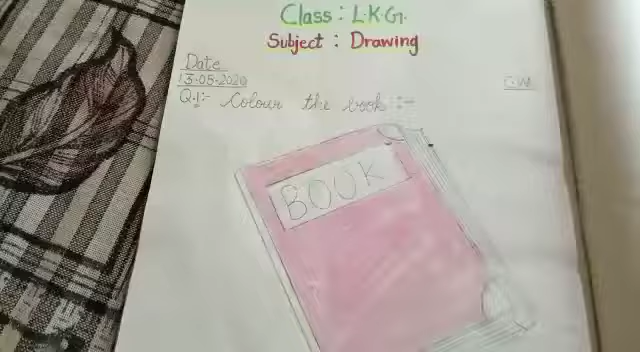 Class : L.K.G.
Subject : Drawing
Date
13-05-2020
C.W
Q.1:- Colour the book :-
BOOK